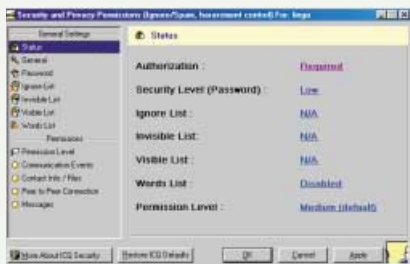 Security and Privacy Permissions (Ignore/Spam, harassment control) For: lingo
General Settings
Status
General
Password
Ignore List
Invisible List
Visible List
Words List
Permissions
Permission Level
Communication Events
Contact Info / Files
Peer to Peer Connection
Messages
Status
Authorization : Required
Security Level (Password) : Low
Ignore List : N/A
Invisible List: N/A
Visible List : N/A
Words List : Disabled
Permission Level : Medium (default)
More About ICQ Security
Restore ICQ Defaults
OK
Cancel
Apply